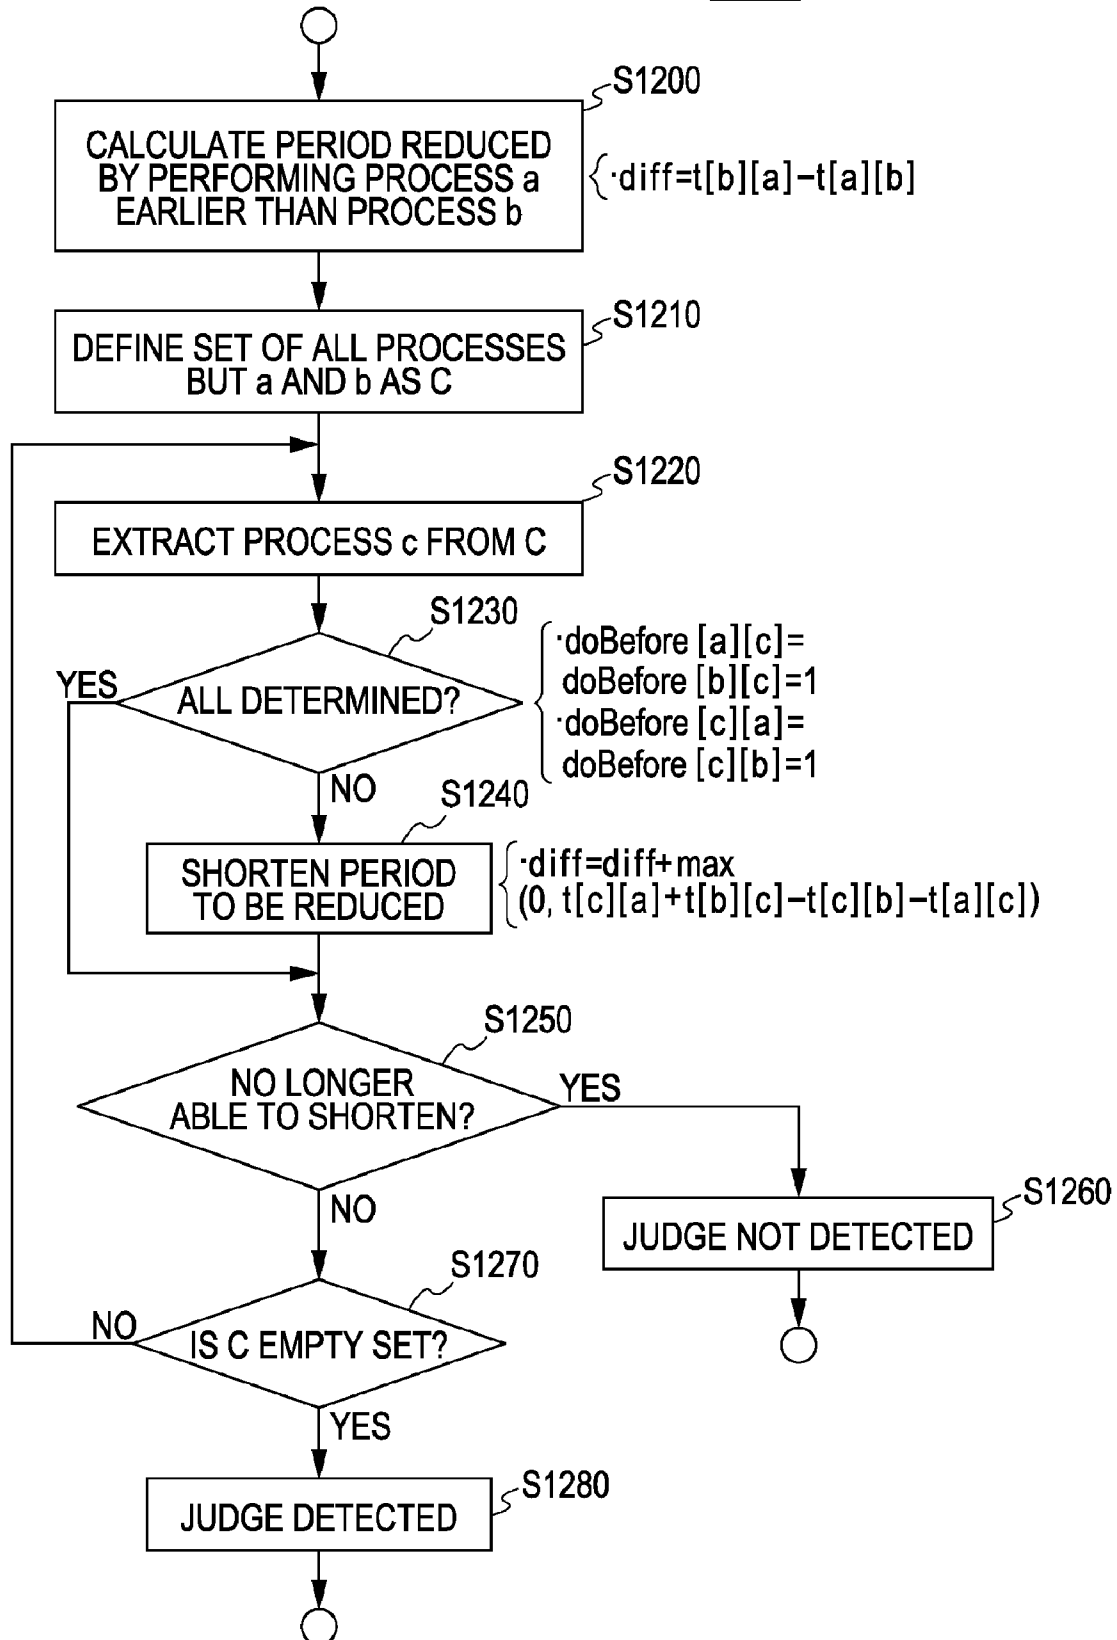 S1200
CALCULATE PERIOD REDUCED
BY PERFORMING PROCESS a
EARLIER THAN PROCESS b
·diff=t[b][a]−t[a][b]
S1210
DEFINE SET OF ALL PROCESSES
BUT a AND b AS C
S1220
EXTRACT PROCESS c FROM C
S1230
YES
ALL DETERMINED?
·doBefore [a][c]=
doBefore [b][c]=1
·doBefore [c][a]=
doBefore [c][b]=1
NO
S1240
SHORTEN PERIOD
TO BE REDUCED
·diff=diff+max
(0, t[c][a]+t[b][c]−t[c][b]−t[a][c])
S1250
NO LONGER
ABLE TO SHORTEN?
YES
NO
S1260
JUDGE NOT DETECTED
S1270
NO
IS C EMPTY SET?
YES
S1280
JUDGE DETECTED